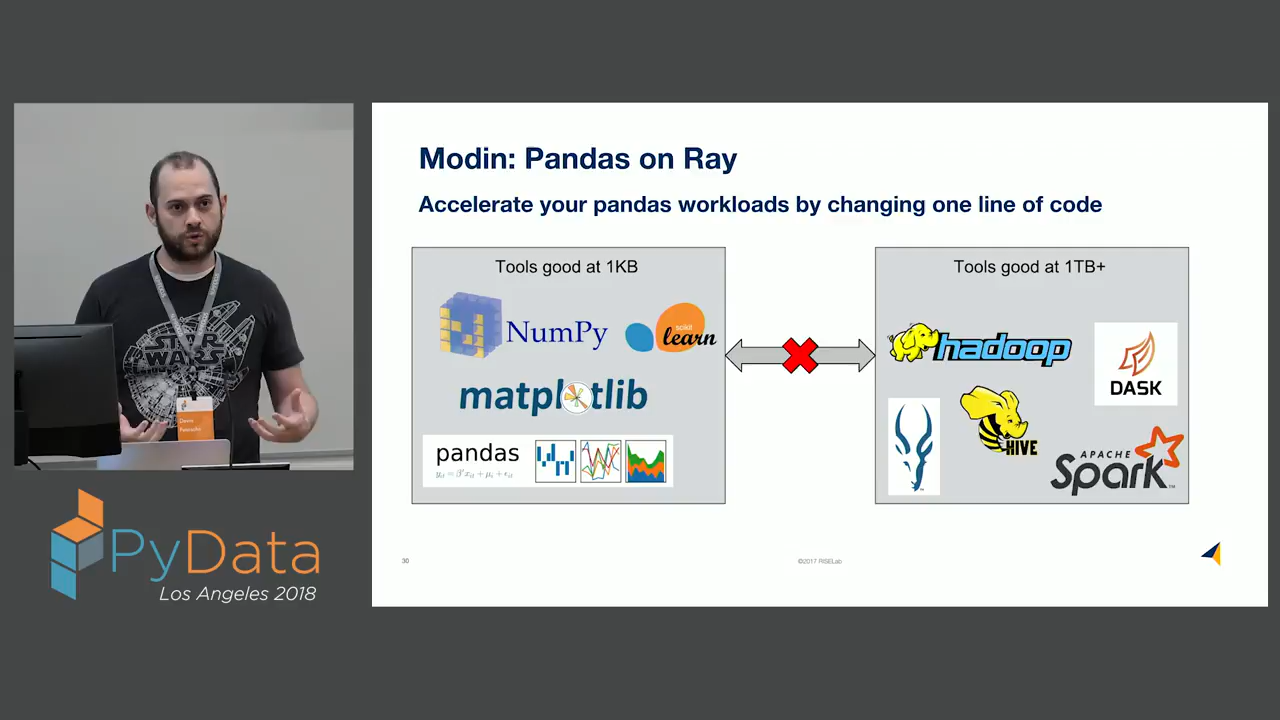 Modin: Pandas on Ray
Accelerate your pandas workloads by changing one line of code
Tools good at 1KB
NumPy
scikit
learn
matplotlib
pandas
Tools good at 1TB+
hadoop
DASK
HIVE
APACHE
Spark
30
©2017 RISELab
STAR
WARS
PyData
Los Angeles 2018